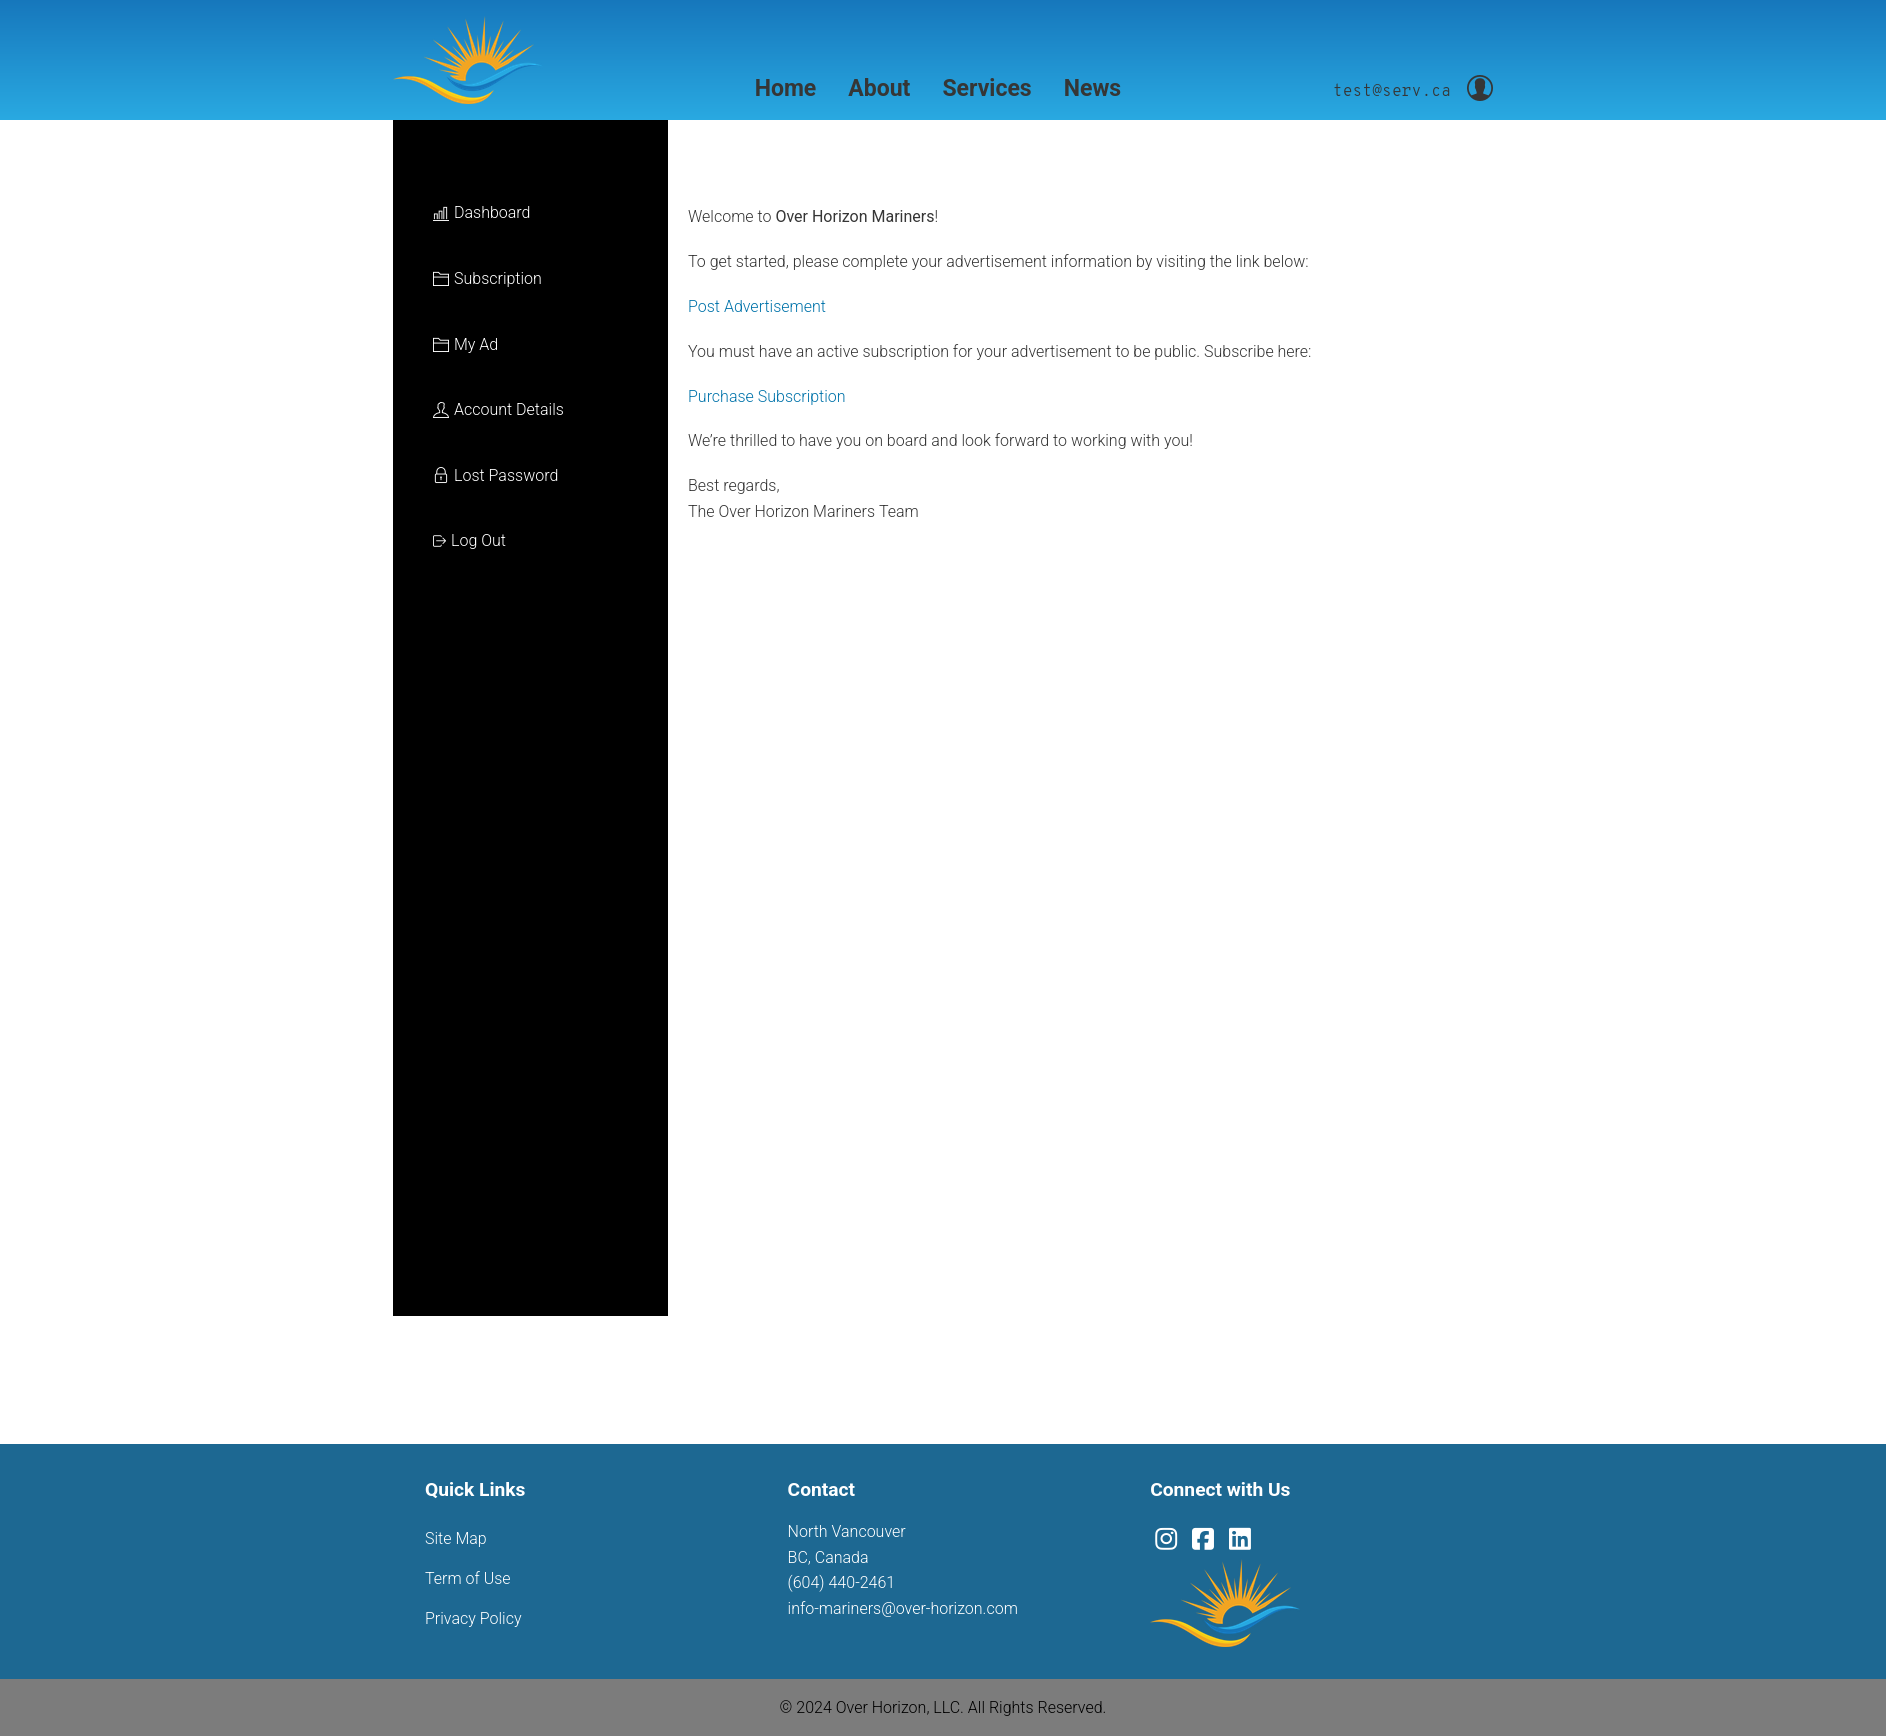 Home About Services News test@serv.ca
Dashboard
Subscription
My Ad
Account Details
Lost Password
Log Out
Welcome to Over Horizon Mariners!
To get started, please complete your advertisement information by visiting the link below:
Post Advertisement
You must have an active subscription for your advertisement to be public. Subscribe here:
Purchase Subscription
We’re thrilled to have you on board and look forward to working with you!
Best regards,
The Over Horizon Mariners Team
Quick Links
Site Map
Term of Use
Privacy Policy
Contact
North Vancouver
BC, Canada
(604) 440-2461
info-mariners@over-horizon.com
Connect with Us
© 2024 Over Horizon, LLC. All Rights Reserved.